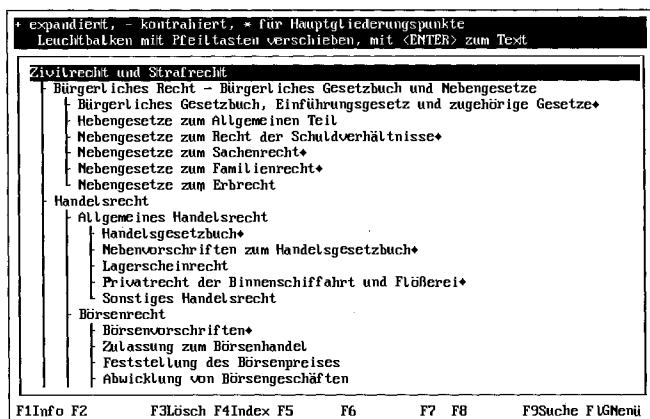 + expandiert, - kontrahiert, * für Hauptgliederungspunkte
Leuchtbalken mit Pfeiltasten verschieben, mit <ENTER> zum Text
Zivilrecht und Strafrecht
Bürgerliches Recht - Bürgerliches Gesetzbuch und Nebengesetze
Bürgerliches Gesetzbuch, Einführungsgesetz und zugehörige Gesetze♦
Nebengesetze zum Allgemeinen Teil
Nebengesetze zum Recht der Schuldverhältnisse♦
Nebengesetze zum Sachenrecht♦
Nebengesetze zum Familienrecht♦
Nebengesetze zum Erbrecht
Handelsrecht
Allgemeines Handelsrecht
Handelsgesetzbuch♦
Nebenvorschriften zum Handelsgesetzbuch♦
Lagerscheinrecht
Privatrecht der Binnenschiffahrt und Flößerei♦
Sonstiges Handelsrecht
Börsenrecht
Börsenvorschriften♦
Zulassung zum Börsenhandel
Feststellung des Börsenpreises
Abwicklung von Börsengeschäften
F1Info F2 F3Lösch F4Index F5 F6 F7 F8 F9Suche F10Menü